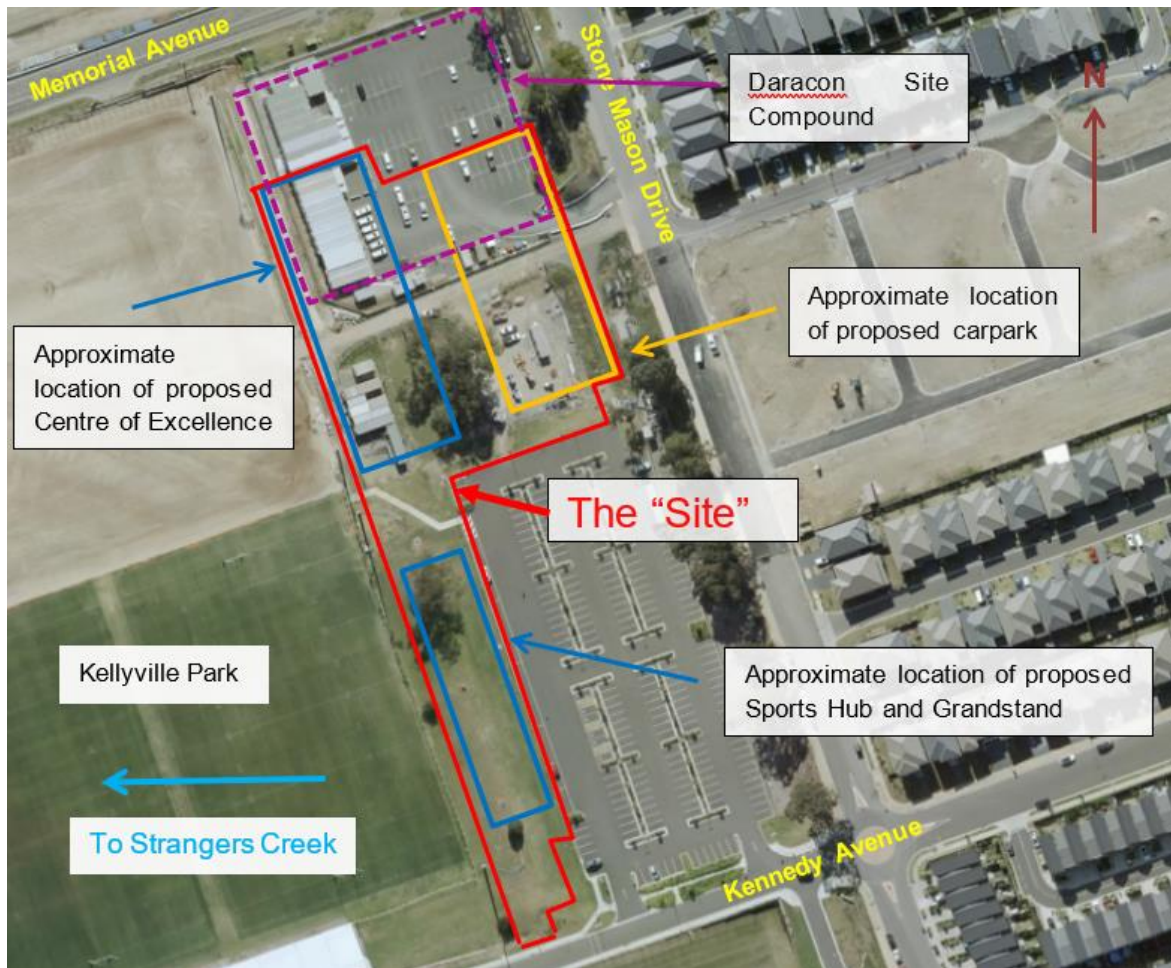 Memorial Avenue
Stone Mason Drive
Daracon Site
Compound
N
Approximate location
of proposed carpark
Approximate
location of proposed
Centre of Excellence
The “Site”
Kellyville Park
Approximate location of proposed
Sports Hub and Grandstand
To Strangers Creek
Kennedy Avenue